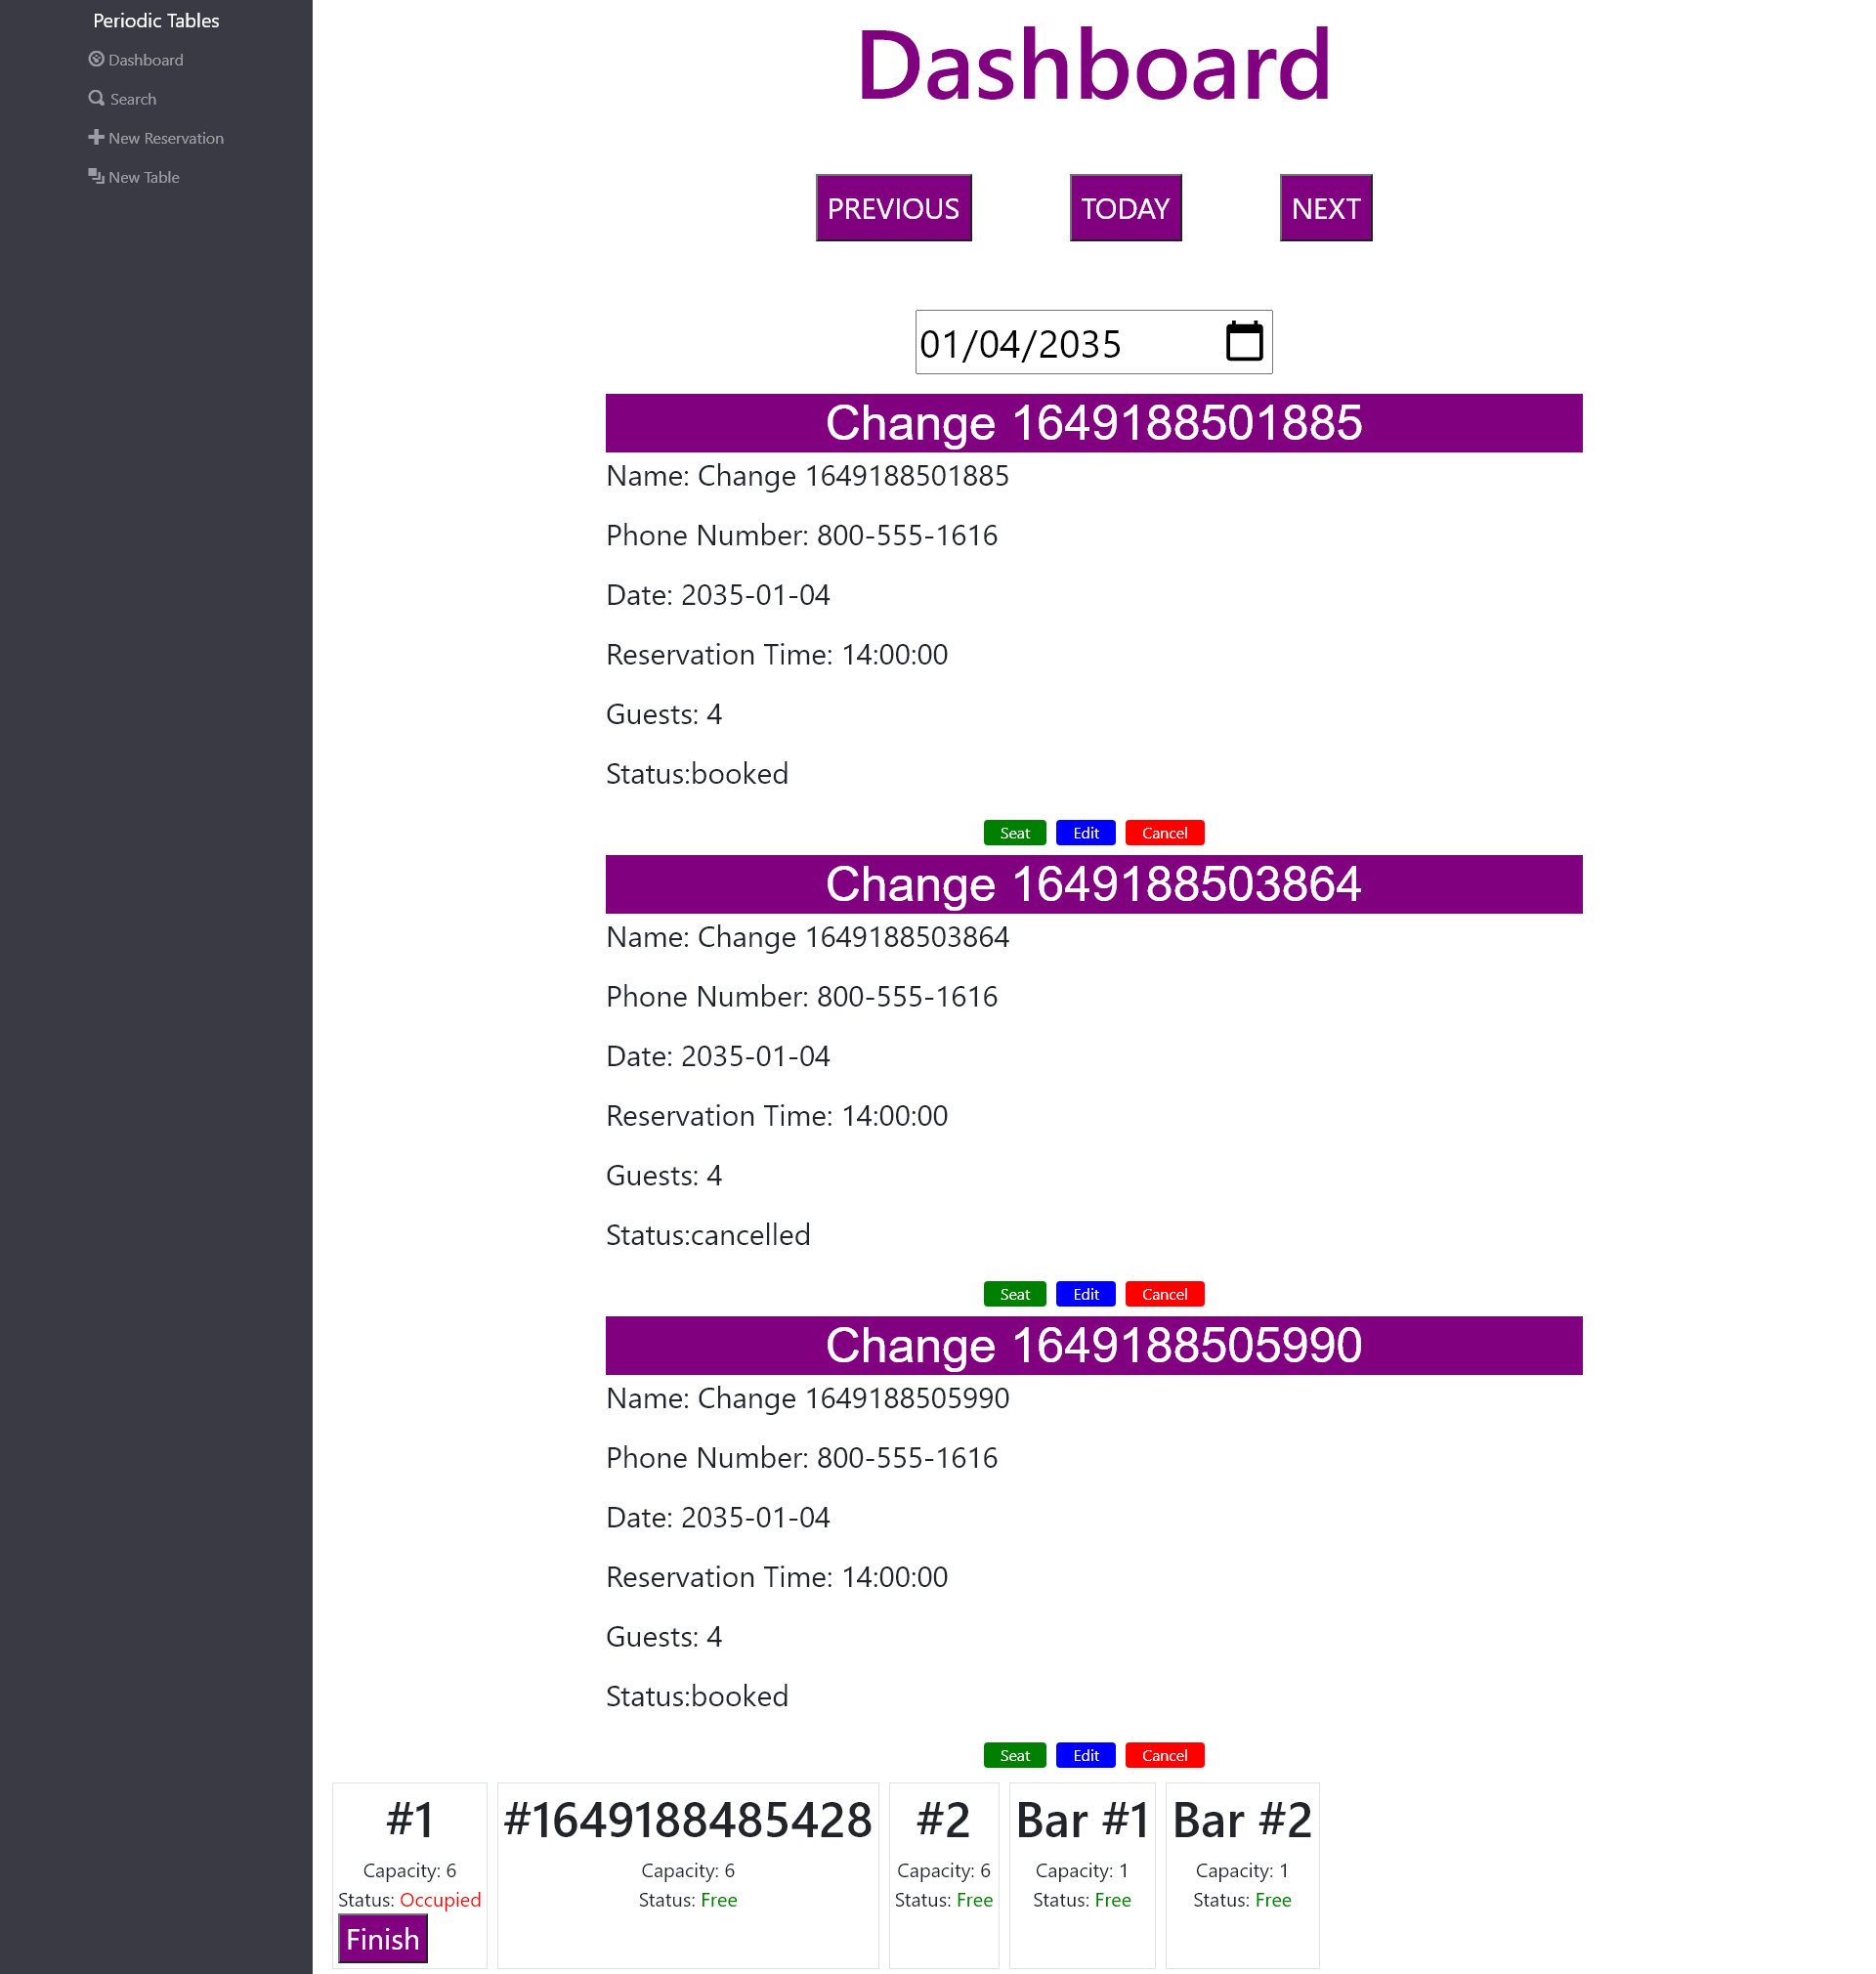 Periodic Tables
Dashboard
Search
New Reservation
New Table
Dashboard
PREVIOUS TODAY NEXT
01/04/2035
Change 1649188501885
Name: Change 1649188501885
Phone Number: 800-555-1616
Date: 2035-01-04
Reservation Time: 14:00:00
Guests: 4
Status:booked
Seat Edit Cancel
Change 1649188503864
Name: Change 1649188503864
Phone Number: 800-555-1616
Date: 2035-01-04
Reservation Time: 14:00:00
Guests: 4
Status:cancelled
Seat Edit Cancel
Change 1649188505990
Name: Change 1649188505990
Phone Number: 800-555-1616
Date: 2035-01-04
Reservation Time: 14:00:00
Guests: 4
Status:booked
Seat Edit Cancel
#1
Capacity: 6
Status: Occupied
Finish
#1649188485428
Capacity: 6
Status: Free
#2
Capacity: 6
Status: Free
Bar #1
Capacity: 1
Status: Free
Bar #2
Capacity: 1
Status: Free